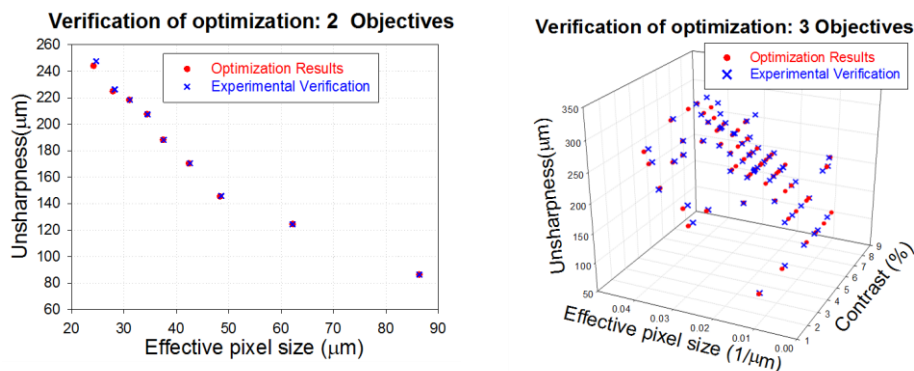 Verification of optimization: 2 Objectives
260
240
220
200
180
160
140
120
100
80
60
Unsharpness(μm)
Optimization Results
Experimental Verification
20 30 40 50 60 70 80 90
Effective pixel size (μm)
Verification of optimization: 3 Objectives
Optimization Results
Experimental Verification
350
300
250
200
150
100
50
Unsharpness(μm)
0.04 0.03 0.02 0.01 0.00
Effective pixel size (1/μm)
9
8
7
6
5
4
3
2
1
Contrast (%)